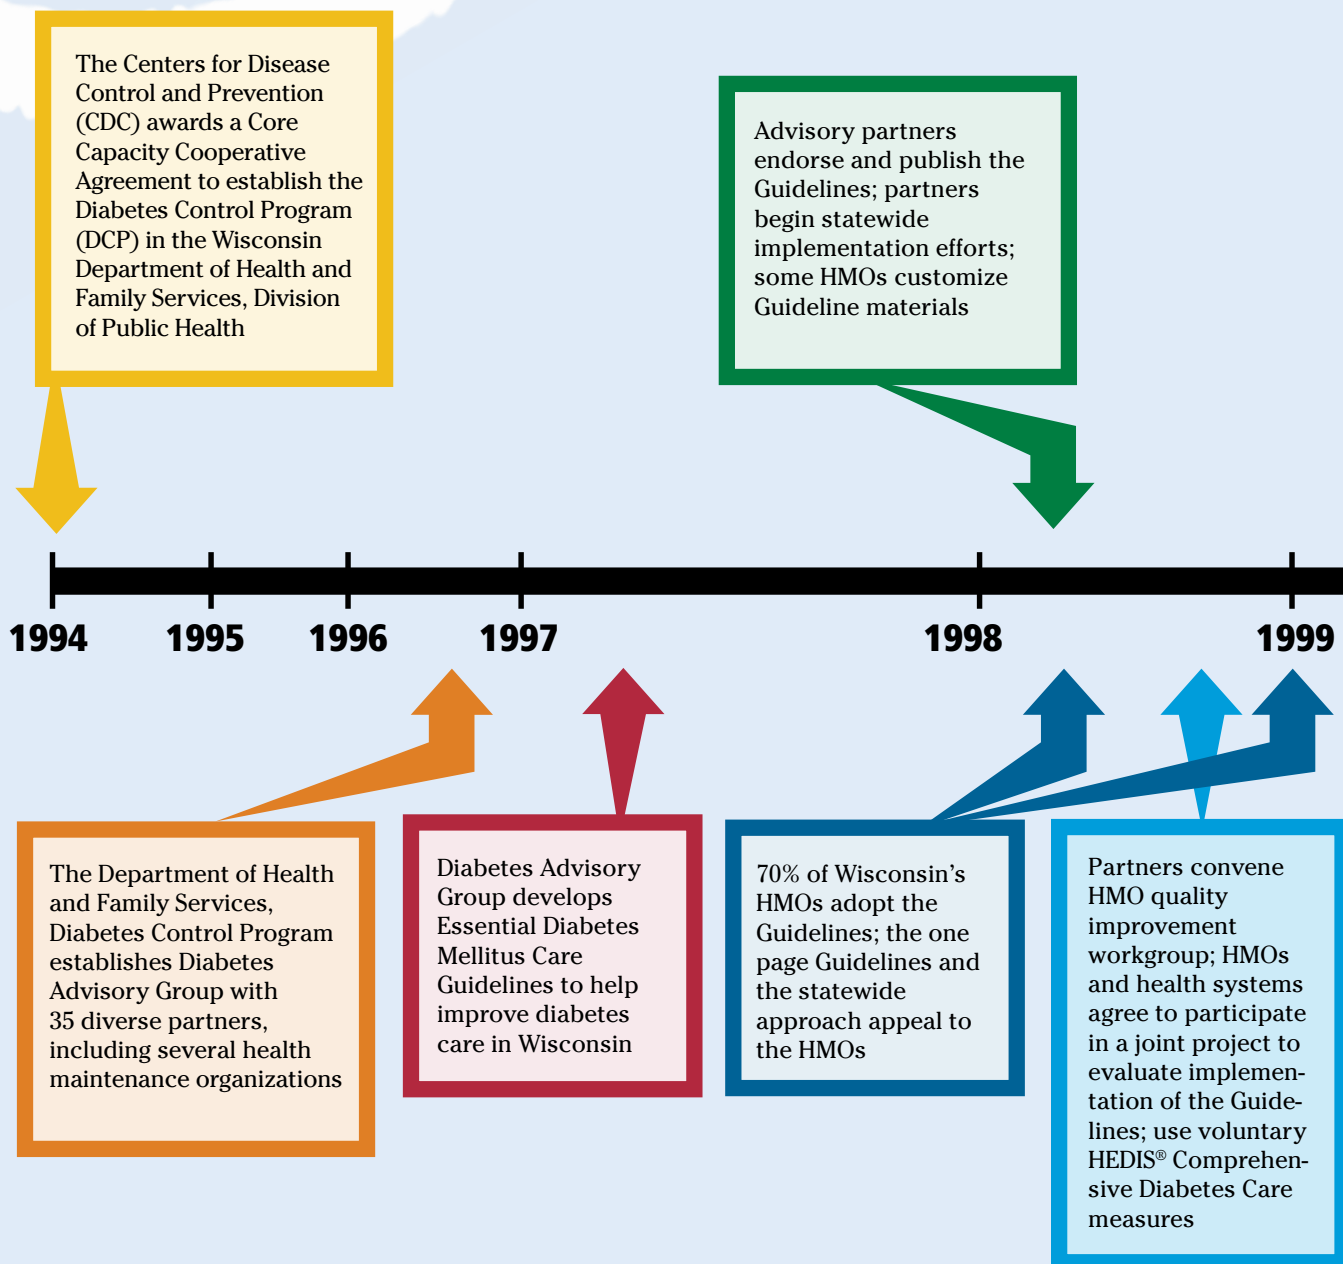 The Centers for Disease
Control and Prevention
(CDC) awards a Core
Capacity Cooperative
Agreement to establish the
Diabetes Control Program
(DCP) in the Wisconsin
Department of Health and
Family Services, Division
of Public Health
Advisory partners
endorse and publish the
Guidelines; partners
begin statewide
implementation efforts;
some HMOs customize
Guideline materials
1994
1995
1996
1997
1998
1999
The Department of Health
and Family Services,
Diabetes Control Program
establishes Diabetes
Advisory Group with
35 diverse partners,
including several health
maintenance organizations
Diabetes Advisory
Group develops
Essential Diabetes
Mellitus Care
Guidelines to help
improve diabetes
care in Wisconsin
70% of Wisconsin’s
HMOs adopt the
Guidelines; the one
page Guidelines and
the statewide
approach appeal to
the HMOs
Partners convene
HMO quality
improvement
workgroup; HMOs
and health systems
agree to participate
in a joint project to
evaluate implemen-
tation of the Guide-
lines; use voluntary
HEDIS® Comprehen-
sive Diabetes Care
measures